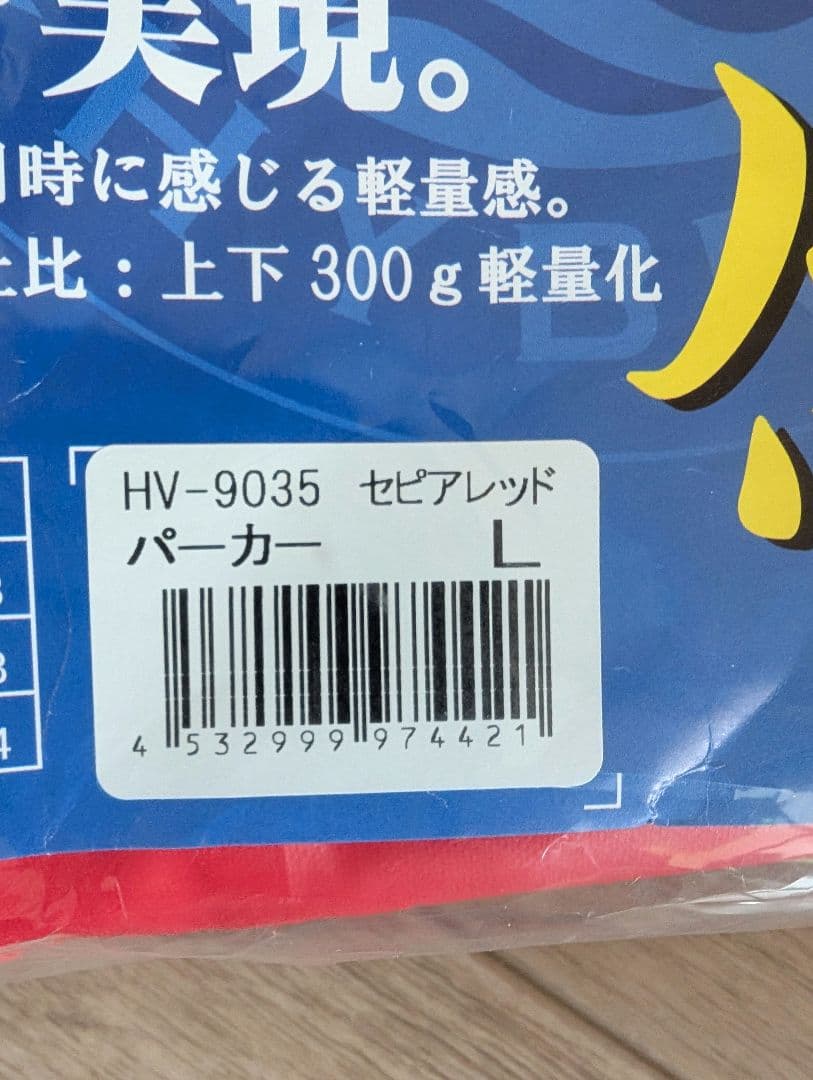 実現。
時に感じる軽量感。
比：上下300g軽量化
HV-9035 セピアレッド
パーカー L
4 532999 974421